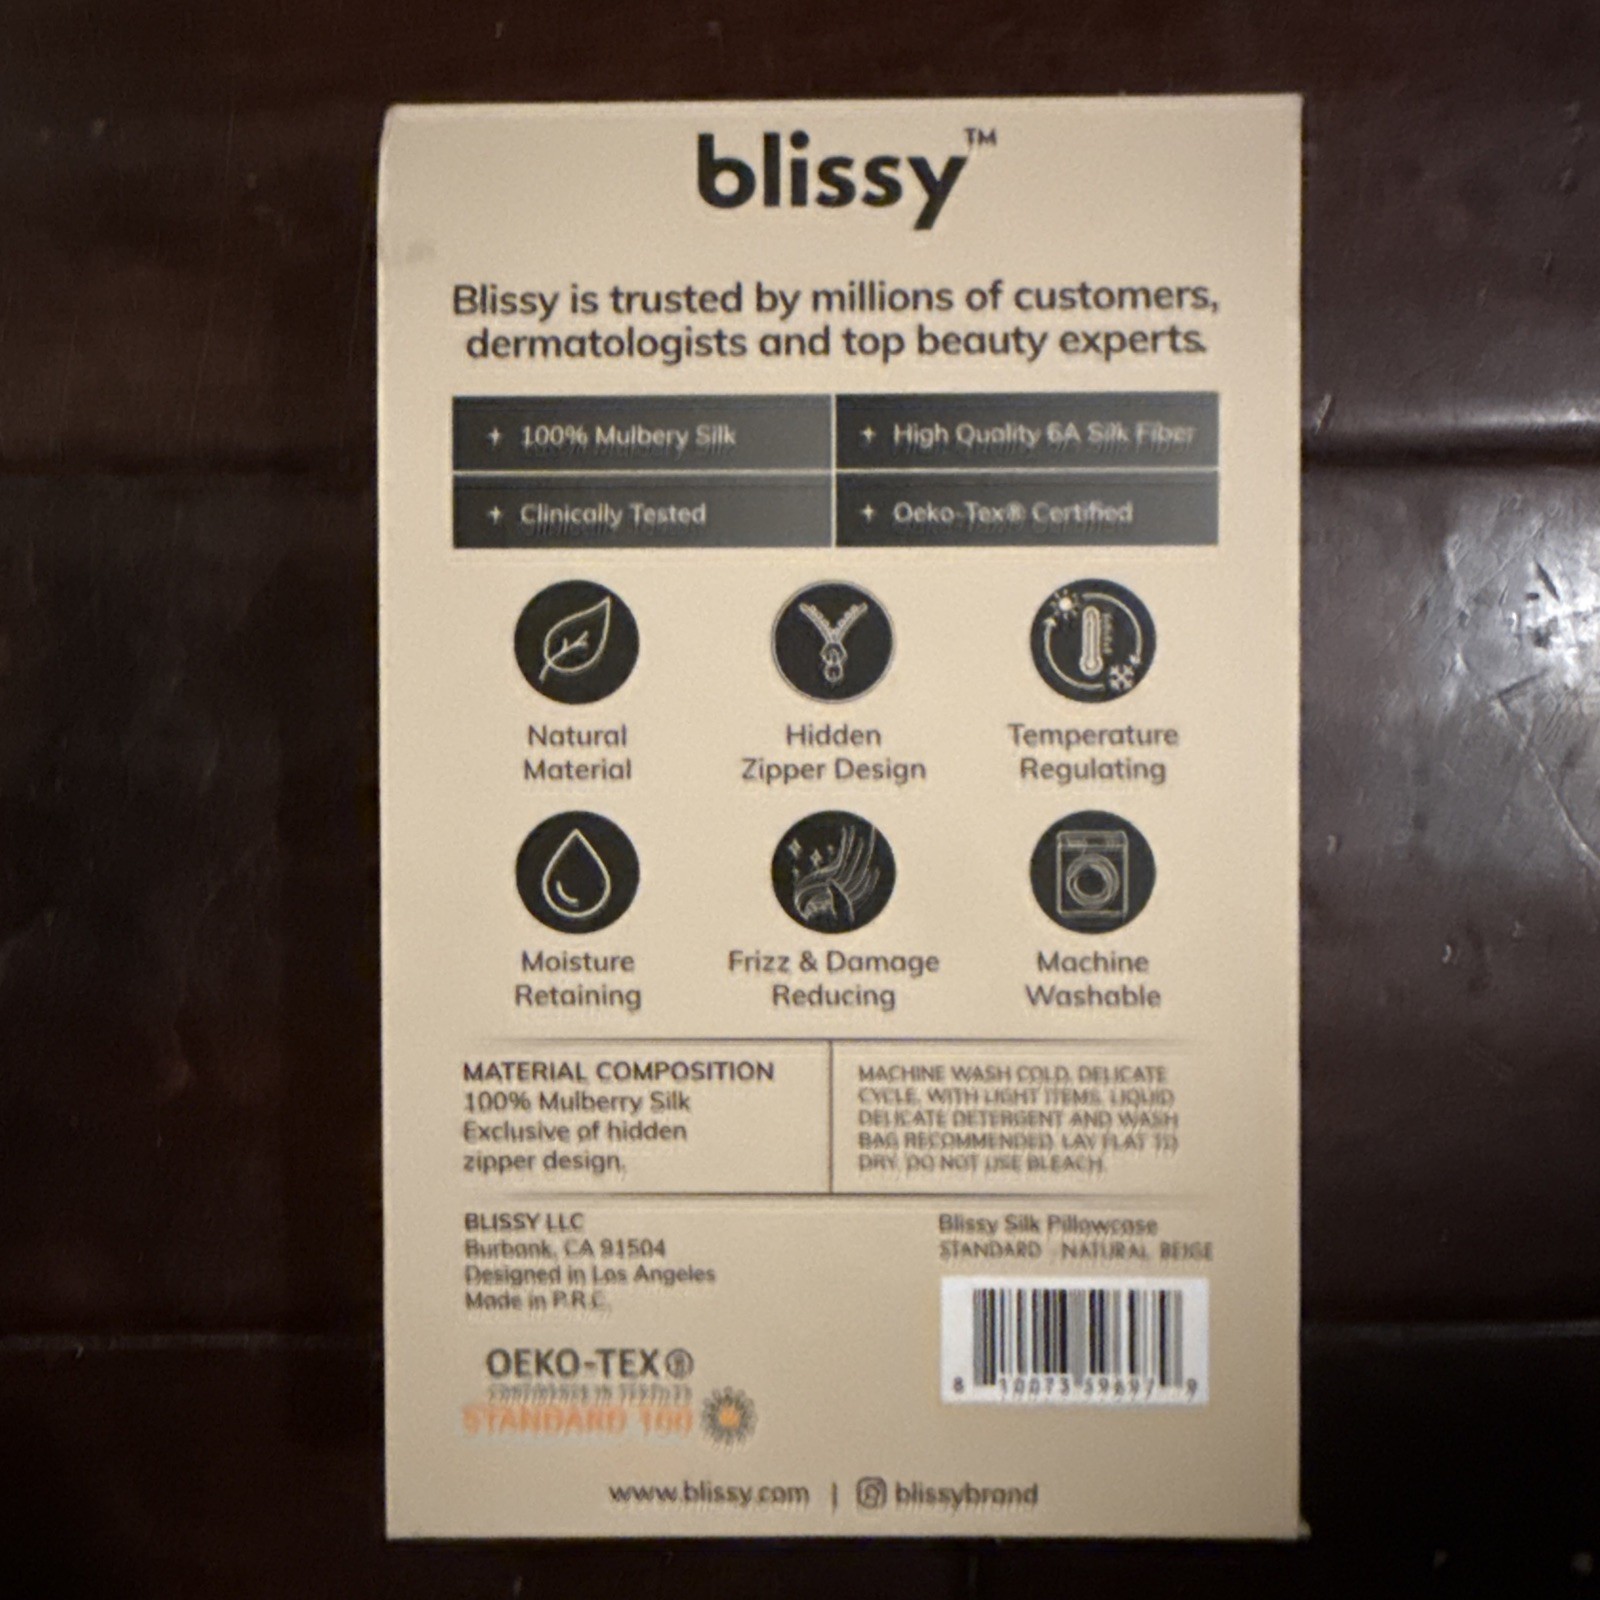 blissy™
Blissy is trusted by millions of customers,
dermatologists and top beauty experts.
100% Mulbery Silk
High Quality 6A Silk Fiber
Clinically Tested
Oeko-Tex® Certified
Natural
Material
Hidden
Zipper Design
Temperature
Regulating
Moisture
Retaining
Frizz & Damage
Reducing
Machine
Washable
MATERIAL COMPOSITION
100% Mulberry Silk
Exclusive of hidden
zipper design.
MACHINE WASH COLD, DELICATE
CYCLE, WITH LIGHT ITEMS. LIQUID
DELICATE DETERGENT AND WASH
BAG RECOMMENDED. LAY FLAT TO
DRY. DO NOT USE BLEACH.
BLISSY LLC
Burbank, CA 91504
Designed in Los Angeles
Made in P.R.C.
Blissy Silk Pillowcase
STANDARD - NATURAL BEIGE
8 9
OEKO-TEX®
STANDARD 100
www.blissy.com | blissybrand